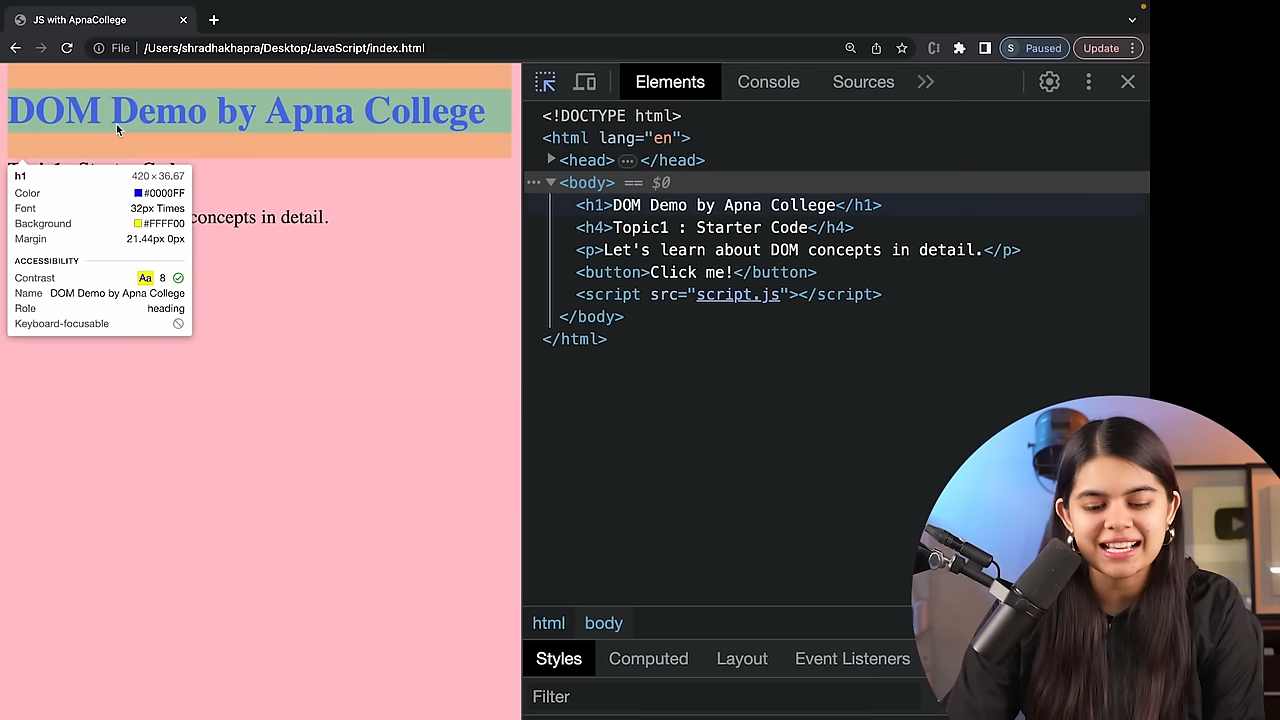 JS with ApnaCollege
File /Users/shradhakhapra/Desktop/JavaScript/index.html
S Paused
Update
DOM Demo by Apna College
concepts in detail.
h1 420 × 36.67
Color #0000FF
Font 32px Times
Background #FFFF00
Margin 21.44px 0px
ACCESSIBILITY
Contrast Aa 8
Name DOM Demo by Apna College
Role heading
Keyboard-focusable
Elements Console Sources
<!DOCTYPE html>
<html lang="en">
<head> … </head>
<body> == $0
<h1>DOM Demo by Apna College</h1>
<h4>Topic1 : Starter Code</h4>
<p>Let's learn about DOM concepts in detail.</p>
<button>Click me!</button>
<script src="script.js"></script>
</body>
</html>
html body
Styles Computed Layout Event Listeners
Filter